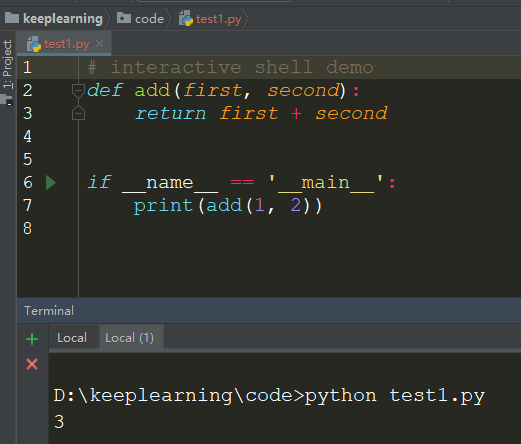 keeplearning code test1.py
1: Project
test1.py
1 # interactive shell demo
2 def add(first, second):
3     return first + second
4
5
6 if __name__ == '__main__':
7     print(add(1, 2))
8
Terminal
Local Local (1)
D:\keeplearning\code>python test1.py
3